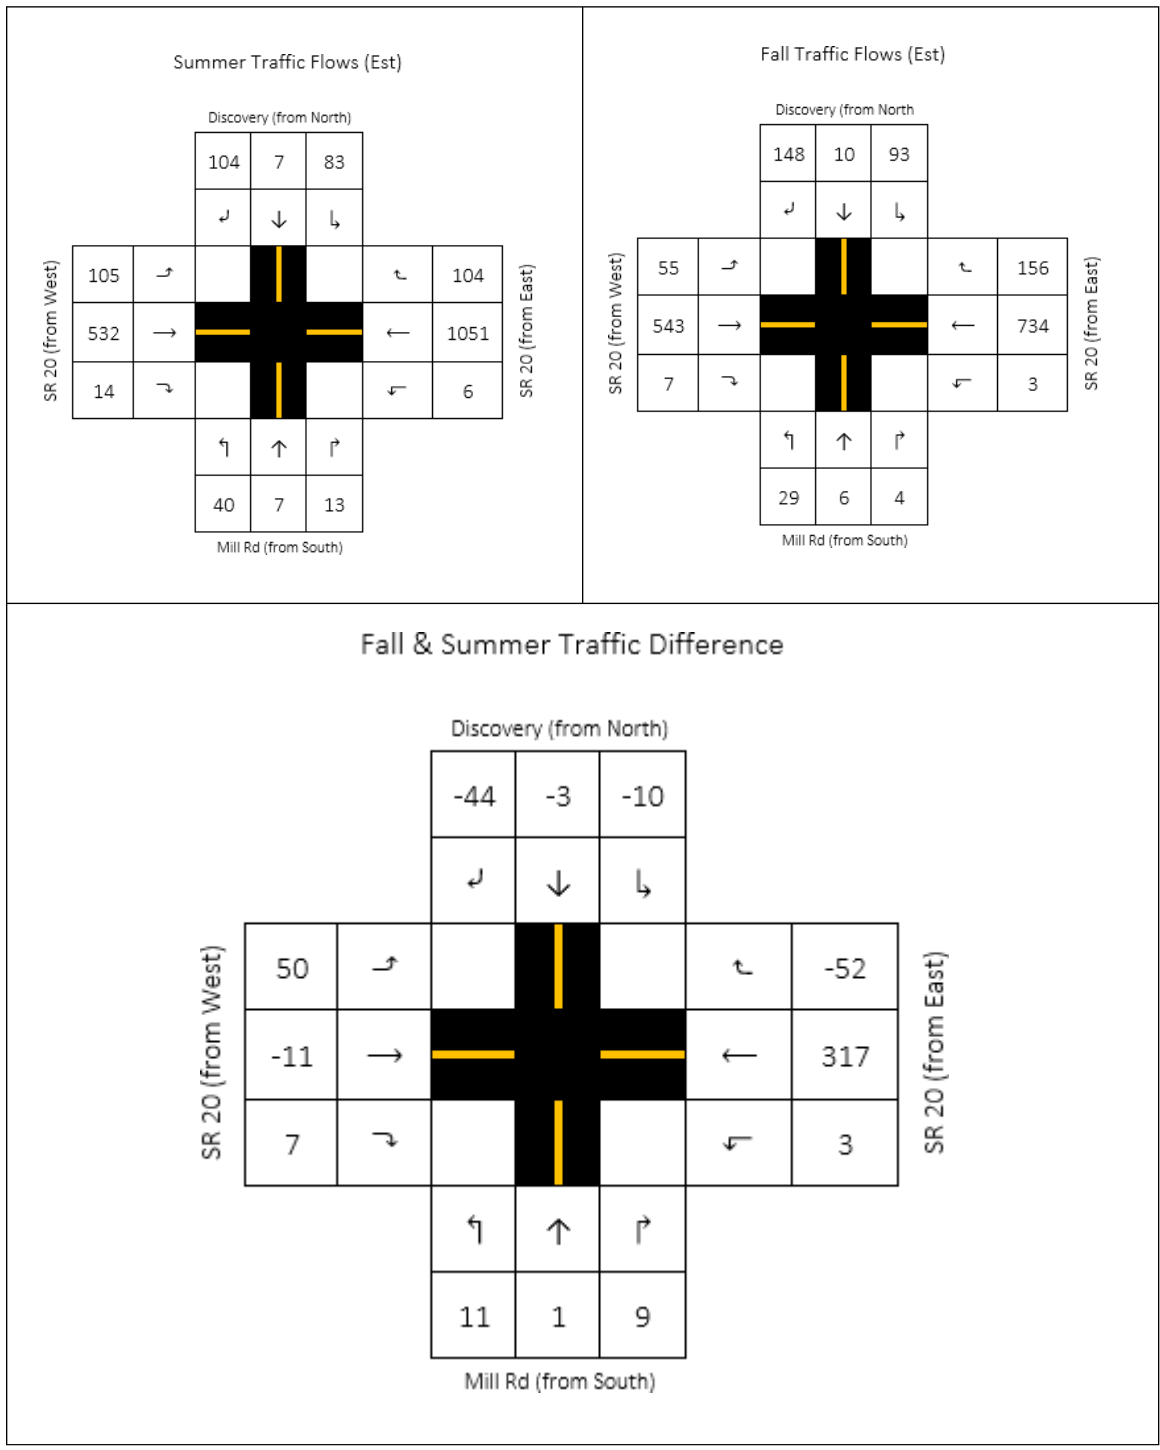 Summer Traffic Flows (Est)
Discovery (from North)
104 7 83
↲ ↓ ↳
SR 20 (from West)
105 104
532 → ← 1051
14 6
SR 20 (from East)
↰ ↑ ↱
40 7 13
Mill Rd (from South)
Fall Traffic Flows (Est)
Discovery (from North
148 10 93
↲ ↓ ↳
SR 20 (from West)
55 156
543 → ← 734
7 3
SR 20 (from East)
↰ ↑ ↱
29 6 4
Mill Rd (from South)
Fall & Summer Traffic Difference
Discovery (from North)
-44 -3 -10
↲ ↓ ↳
SR 20 (from West)
50 -52
-11 → ← 317
7 3
SR 20 (from East)
↰ ↑ ↱
11 1 9
Mill Rd (from South)